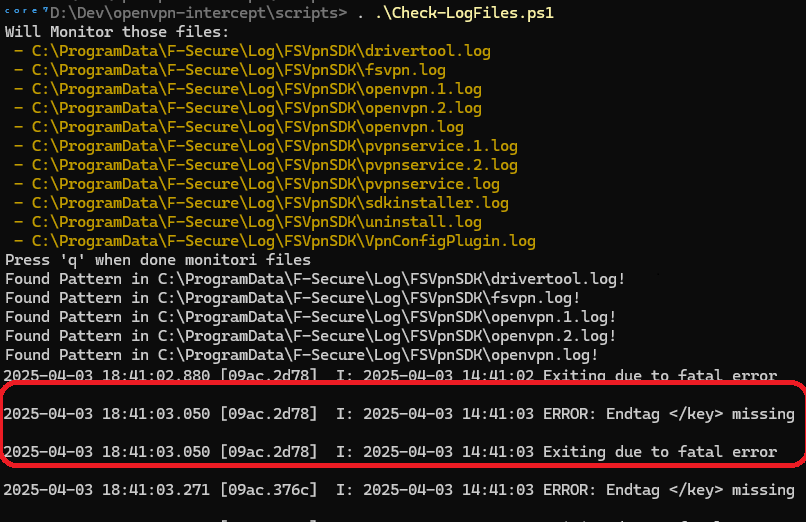 core D:\Dev\openvpn-intercept\scripts> . .\Check-LogFiles.ps1
Will Monitor those files:
- C:\ProgramData\F-Secure\Log\FSVpnSDK\drivertool.log
- C:\ProgramData\F-Secure\Log\FSVpnSDK\fsvpn.log
- C:\ProgramData\F-Secure\Log\FSVpnSDK\openvpn.1.log
- C:\ProgramData\F-Secure\Log\FSVpnSDK\openvpn.2.log
- C:\ProgramData\F-Secure\Log\FSVpnSDK\openvpn.log
- C:\ProgramData\F-Secure\Log\FSVpnSDK\pvpnservice.1.log
- C:\ProgramData\F-Secure\Log\FSVpnSDK\pvpnservice.2.log
- C:\ProgramData\F-Secure\Log\FSVpnSDK\pvpnservice.log
- C:\ProgramData\F-Secure\Log\FSVpnSDK\sdkinstaller.log
- C:\ProgramData\F-Secure\Log\FSVpnSDK\uninstall.log
- C:\ProgramData\F-Secure\Log\FSVpnSDK\VpnConfigPlugin.log
Press 'q' when done monitori files
Found Pattern in C:\ProgramData\F-Secure\Log\FSVpnSDK\drivertool.log!
Found Pattern in C:\ProgramData\F-Secure\Log\FSVpnSDK\fsvpn.log!
Found Pattern in C:\ProgramData\F-Secure\Log\FSVpnSDK\openvpn.1.log!
Found Pattern in C:\ProgramData\F-Secure\Log\FSVpnSDK\openvpn.2.log!
Found Pattern in C:\ProgramData\F-Secure\Log\FSVpnSDK\openvpn.log!
2025-04-03 18:41:02.880 [09ac.2d78] I: 2025-04-03 14:41:02 Exiting due to fatal error
2025-04-03 18:41:03.050 [09ac.2d78] I: 2025-04-03 14:41:03 ERROR: Endtag </key> missing
2025-04-03 18:41:03.050 [09ac.2d78] I: 2025-04-03 14:41:03 Exiting due to fatal error
2025-04-03 18:41:03.271 [09ac.376c] I: 2025-04-03 14:41:03 ERROR: Endtag </key> missing